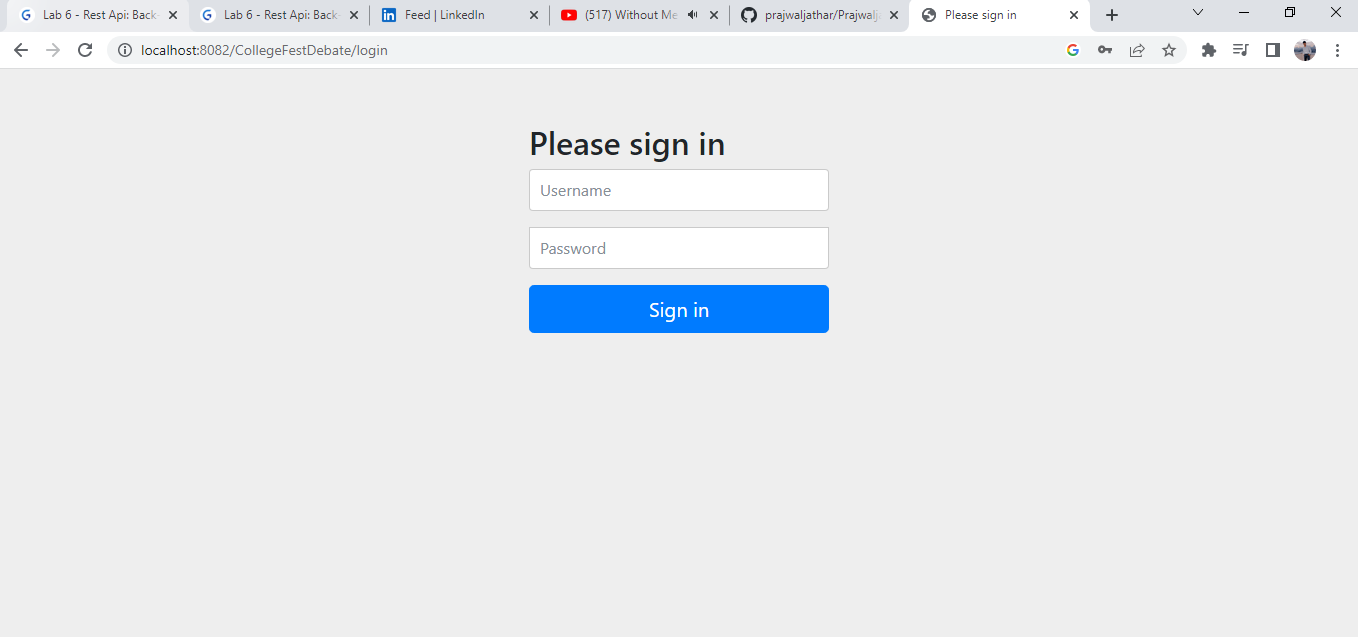 Lab 6 - Rest Api: Back- Lab 6 - Rest Api: Back- Feed | LinkedIn (517) Without Me prajwaljathar/Prajwalj Please sign in
localhost:8082/CollegeFestDebate/login
Please sign in
Username
Password
Sign in